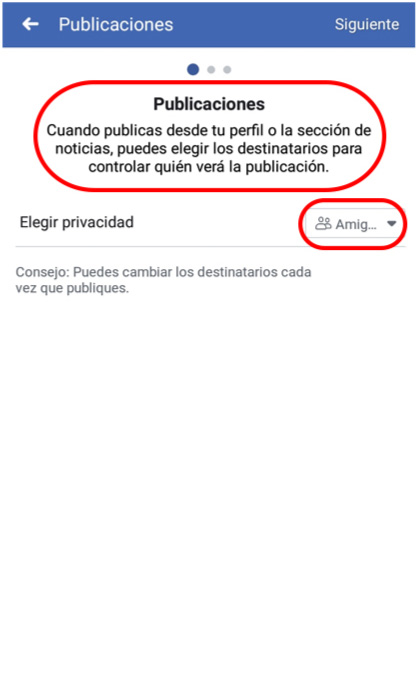 Publicaciones
Siguiente
Publicaciones
Cuando publicas desde tu perfil o la sección de
noticias, puedes elegir los destinatarios para
controlar quién verá la publicación.
Elegir privacidad
Amig...
Consejo: Puedes cambiar los destinatarios cada
vez que publiques.